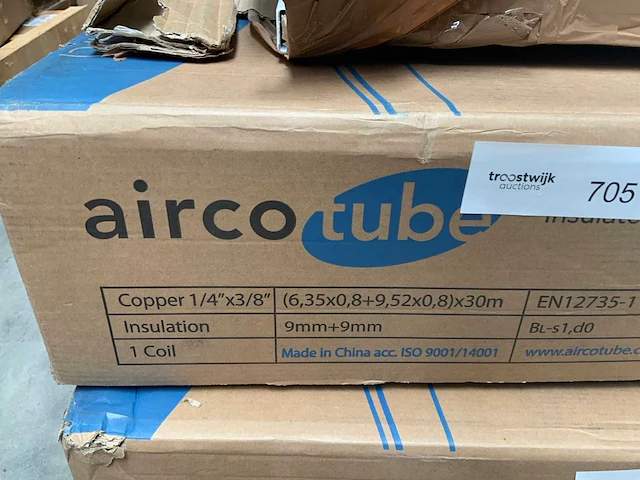 troostwijk
auctions
705
airco tube
Copper 1/4"x3/8" (6,35x0,8+9,52x0,8)x30m EN12735-1
Insulation 9mm+9mm BL-s1,d0
1 Coil Made in China acc. ISO 9001/14001 www.aircotube.c